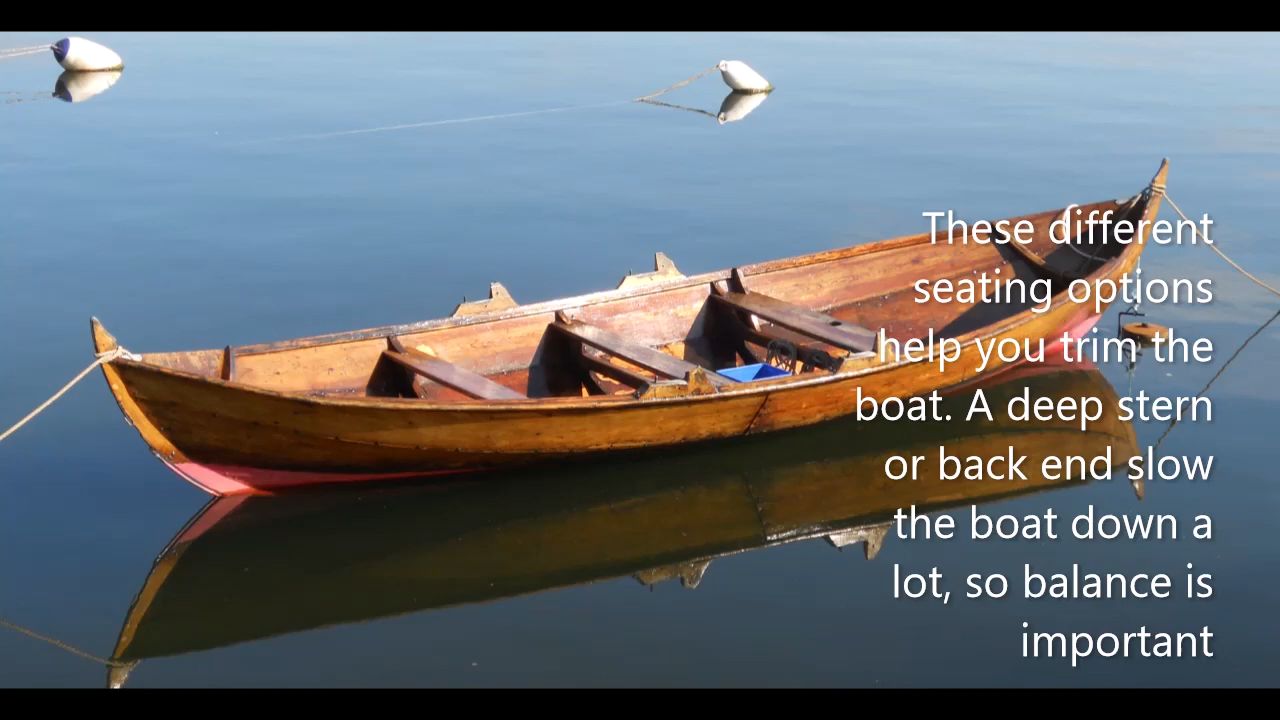 These different
seating options
help you trim the
boat. A deep stern
or back end slow
the boat down a
lot, so balance is
important